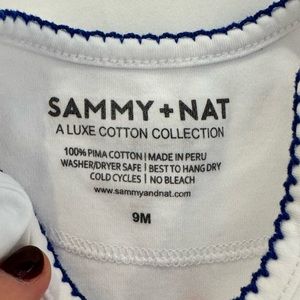 SAMMY + NAT
A LUXE COTTON COLLECTION
100% PIMA COTTON | MADE IN PERU
WASHER/DRYER SAFE | BEST TO HANG DRY
COLD CYCLES | NO BLEACH
www.sammyandnat.com
9M